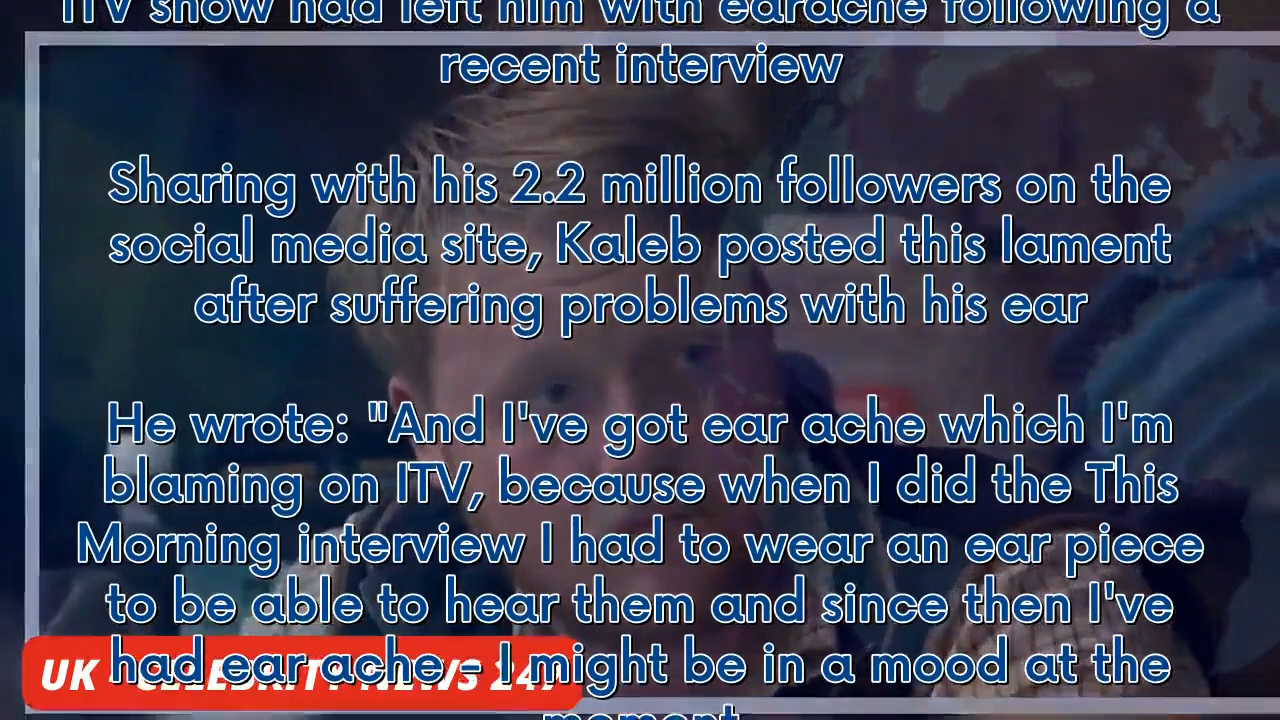 ITV show had left him with earache following a
recent interview
Sharing with his 2.2 million followers on the
social media site, Kaleb posted this lament
after suffering problems with his ear
He wrote: "And I've got ear ache which I'm
blaming on ITV, because when I did the This
Morning interview I had to wear an ear piece
to be able to hear them and since then I've
had ear ache - I might be in a mood at the
UK CELEBRITY NEWS 247
moment